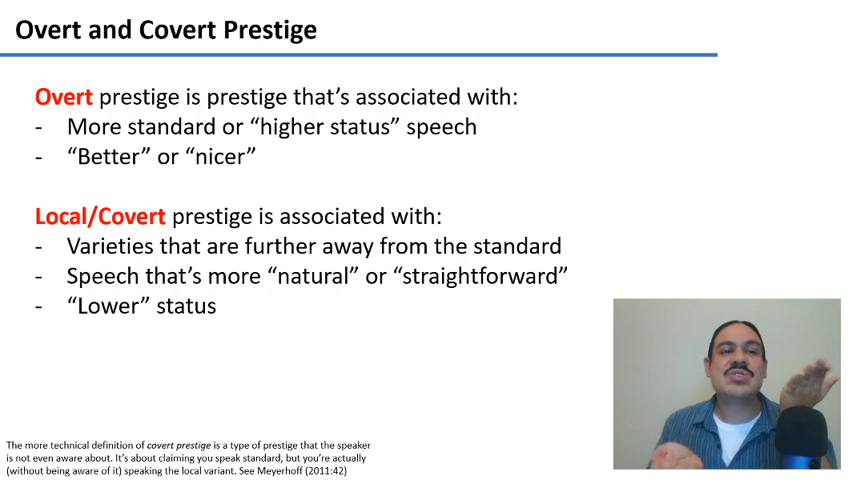 Overt and Covert Prestige
Overt prestige is prestige that’s associated with:
- More standard or “higher status” speech
- “Better” or “nicer”
Local/Covert prestige is associated with:
- Varieties that are further away from the standard
- Speech that’s more “natural” or “straightforward”
- “Lower” status
The more technical definition of covert prestige is a type of prestige that the speaker
is not even aware about. It’s about claiming you speak standard, but you’re actually
(without being aware of it) speaking the local variant. See Meyerhoff (2011:42)